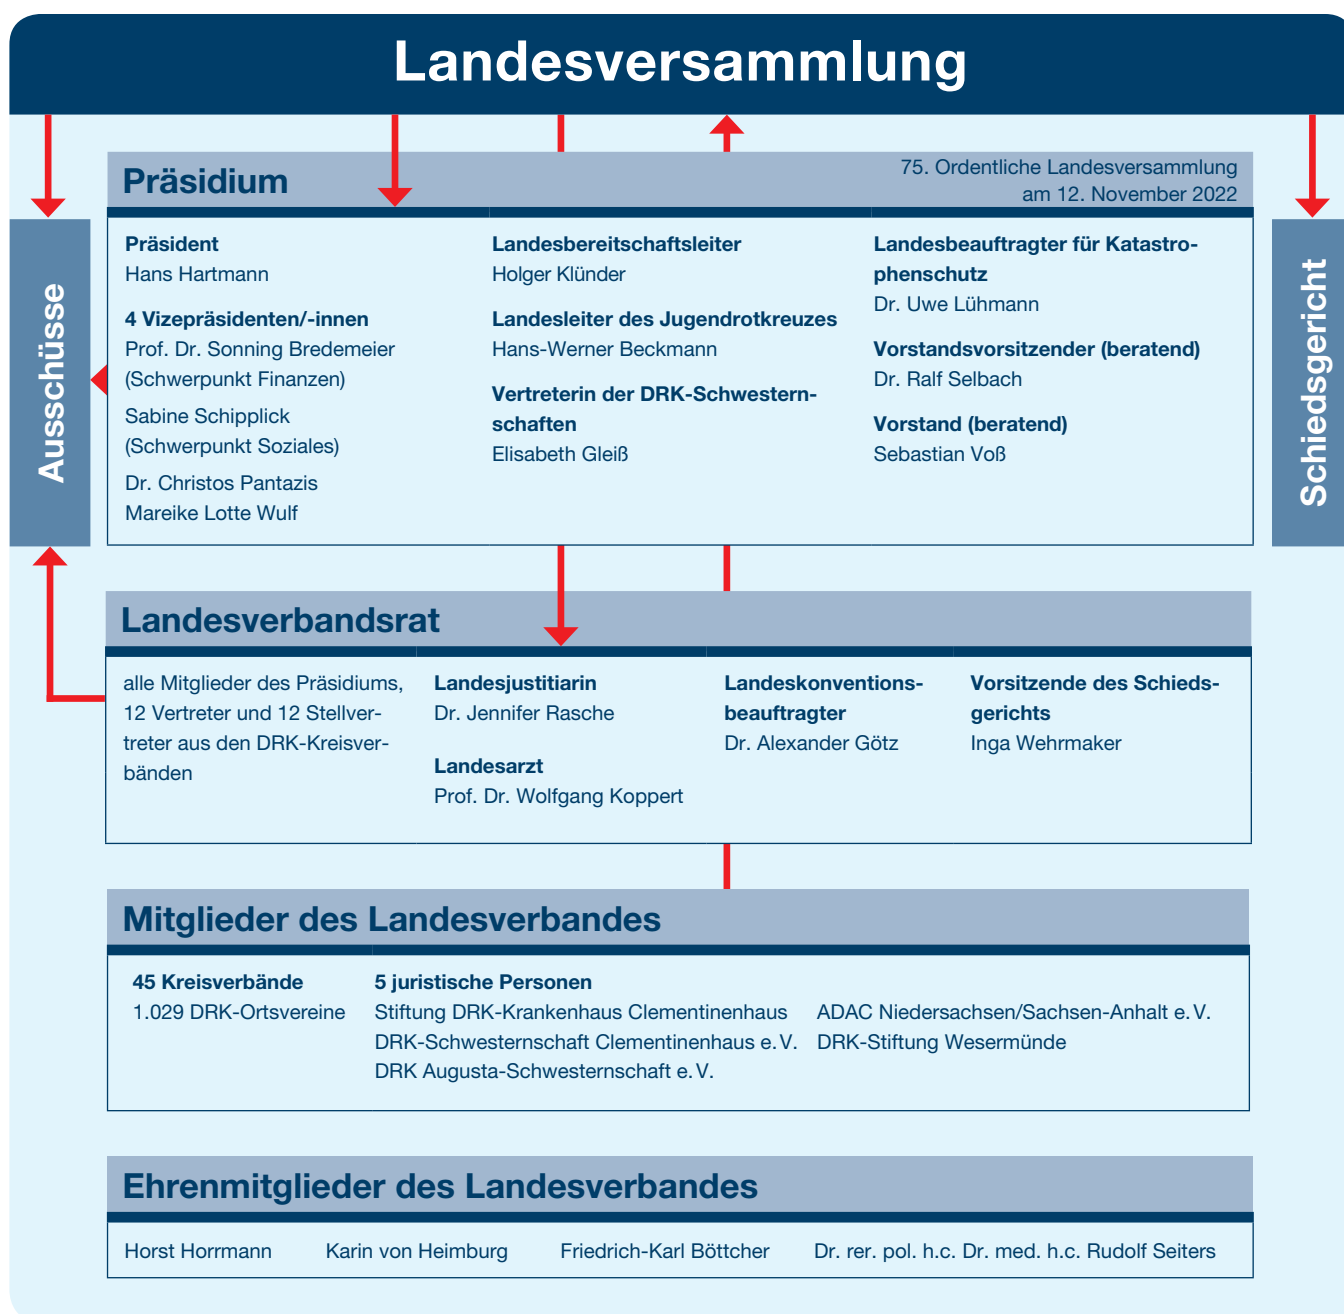 Landesversammlung
Präsidium
75. Ordentliche Landesversammlung
am 12. November 2022
Ausschüsse
Präsident
Hans Hartmann
4 Vizepräsidenten/-innen
Prof. Dr. Sonning Bredemeier
(Schwerpunkt Finanzen)
Sabine Schipplick
(Schwerpunkt Soziales)
Dr. Christos Pantazis
Mareike Lotte Wulf
Landesbereitschaftsleiter
Holger Klünder
Landesleiter des Jugendrotkreuzes
Hans-Werner Beckmann
Vertreterin der DRK-Schwestern-
schaften
Elisabeth Gleiß
Landesbeauftragter für Katastro-
phenschutz
Dr. Uwe Lühmann
Vorstandsvorsitzender (beratend)
Dr. Ralf Selbach
Vorstand (beratend)
Sebastian Voß
Schiedsgericht
Landesverbandsrat
alle Mitglieder des Präsidiums,
12 Vertreter und 12 Stellver-
treter aus den DRK-Kreisver-
bänden
Landesjustitiarin
Dr. Jennifer Rasche
Landesarzt
Prof. Dr. Wolfgang Koppert
Landeskonventions-
beauftragter
Dr. Alexander Götz
Vorsitzende des Schieds-
gerichts
Inga Wehrmaker
Mitglieder des Landesverbandes
45 Kreisverbände
1.029 DRK-Ortsvereine
5 juristische Personen
Stiftung DRK-Krankenhaus Clementinenhaus
DRK-Schwesternschaft Clementinenhaus e.V.
DRK Augusta-Schwesternschaft e.V.
ADAC Niedersachsen/Sachsen-Anhalt e.V.
DRK-Stiftung Wesermünde
Ehrenmitglieder des Landesverbandes
Horst Horrmann Karin von Heimburg Friedrich-Karl Böttcher Dr. rer. pol. h.c. Dr. med. h.c. Rudolf Seiters